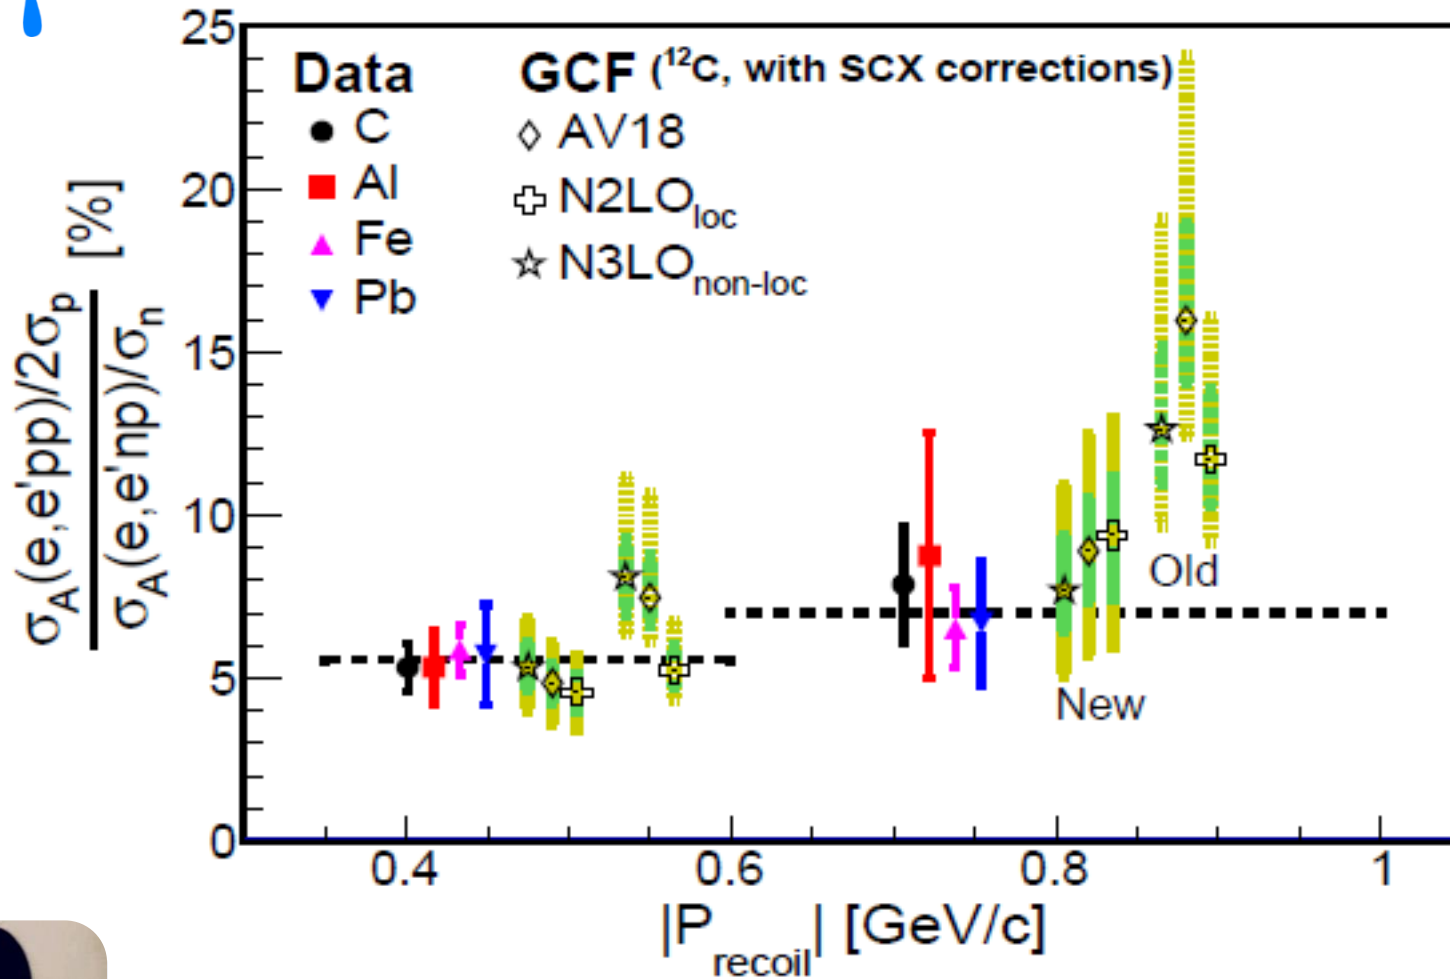 σA(e,e'pp)/2σp [%]
σA(e,e'np)/σn
25
20
15
10
5
0
Data
C
Al
Fe
Pb
GCF (¹²C, with SCX corrections)
AV18
N2LOloc
N3LOnon-loc
Old
New
0.4 0.6 0.8 1
|Precoil| [GeV/c]